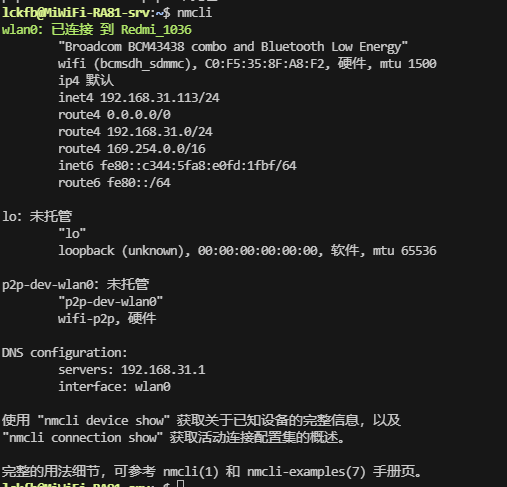 lckfb@MiWiFi-RA81-srv:~$ nmcli
wlan0: 已连接 到 Redmi_1036
"Broadcom BCM43438 combo and Bluetooth Low Energy"
wifi (bcmsdh_sdmmc), C0:F5:35:8F:A8:F2, 硬件, mtu 1500
ip4 默认
inet4 192.168.31.113/24
route4 0.0.0.0/0
route4 192.168.31.0/24
route4 169.254.0.0/16
inet6 fe80::c344:5fa8:e0fd:1fbf/64
route6 fe80::/64
lo: 未托管
"lo"
loopback (unknown), 00:00:00:00:00:00, 软件, mtu 65536
p2p-dev-wlan0: 未托管
"p2p-dev-wlan0"
wifi-p2p, 硬件
DNS configuration:
servers: 192.168.31.1
interface: wlan0
使用 "nmcli device show" 获取关于已知设备的完整信息，以及
"nmcli connection show" 获取活动连接配置集的概述。
完整的用法细节，可参考 nmcli(1) 和 nmcli-examples(7) 手册页。
lckfb@MiWiFi-RA81-srv:~$